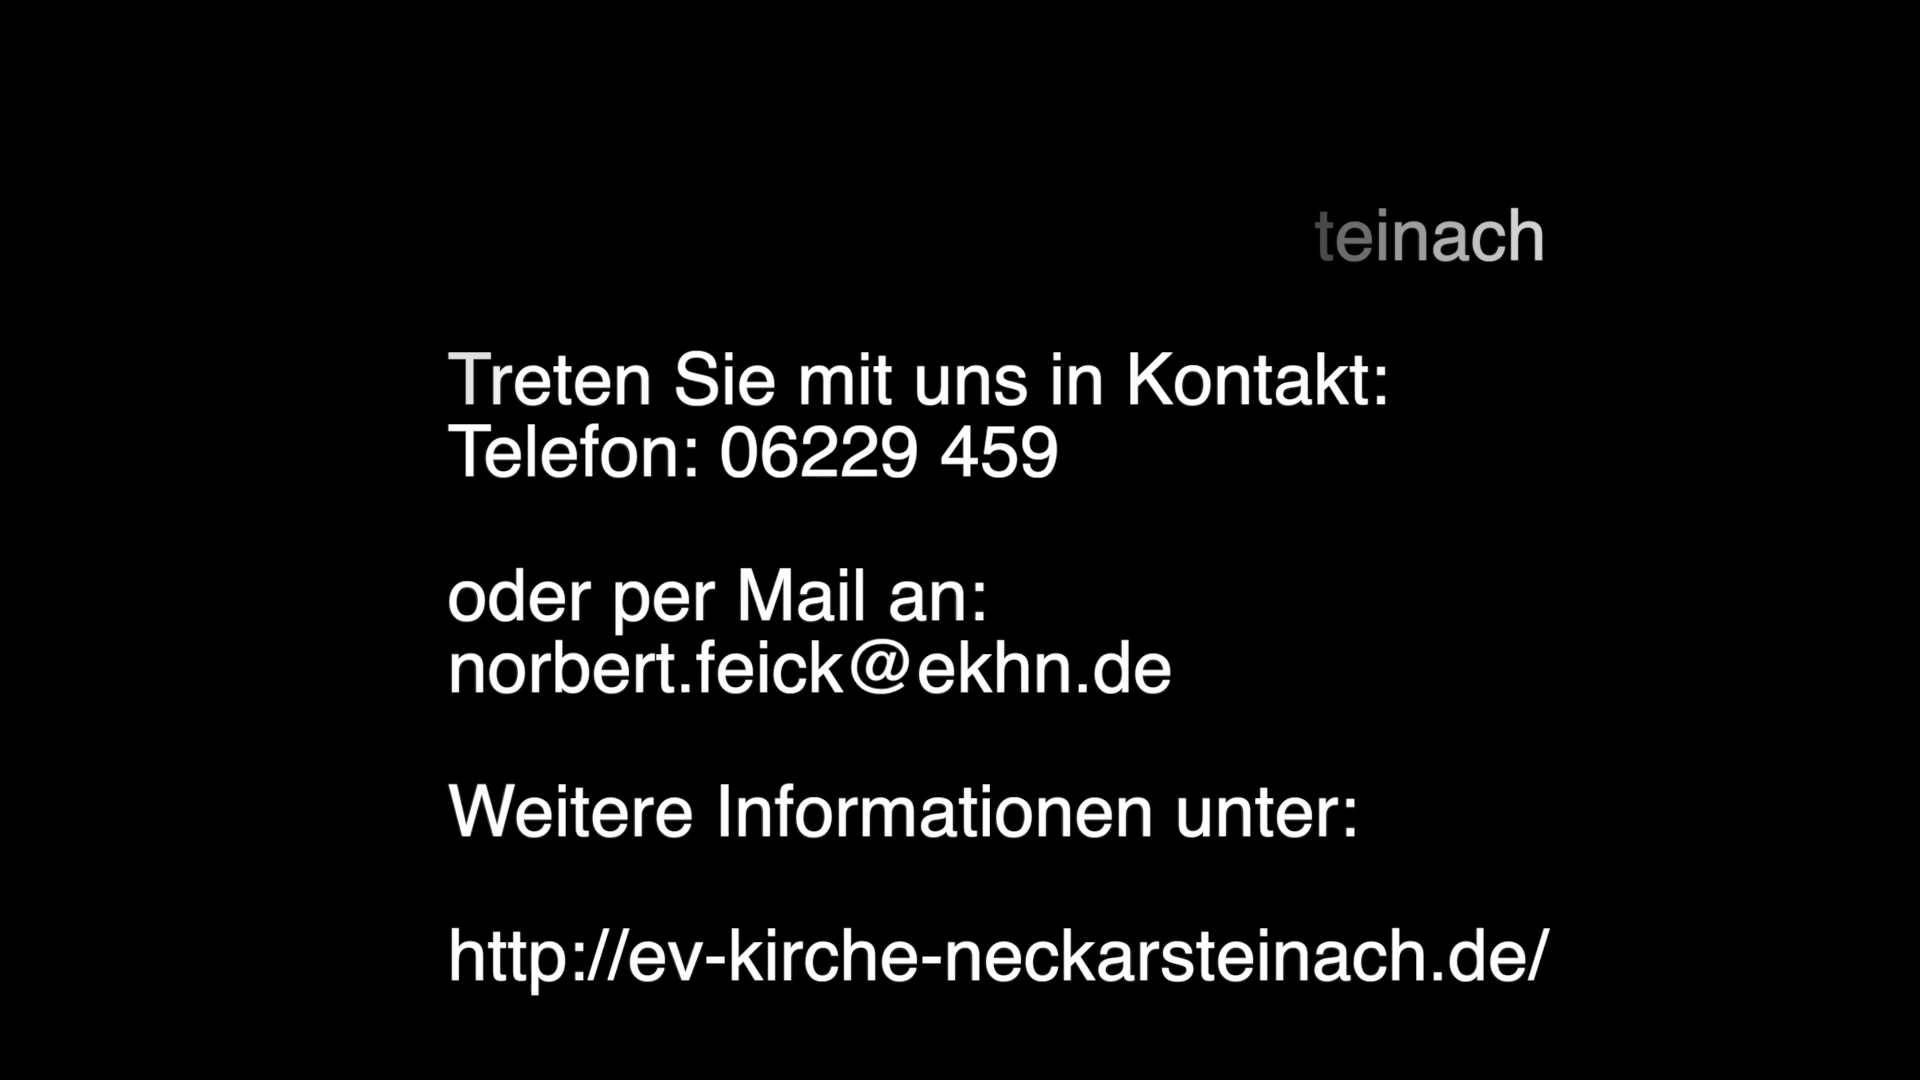 teinach
Treten Sie mit uns in Kontakt:
Telefon: 06229 459
oder per Mail an:
norbert.feick@ekhn.de
Weitere Informationen unter:
http://ev-kirche-neckarsteinach.de/